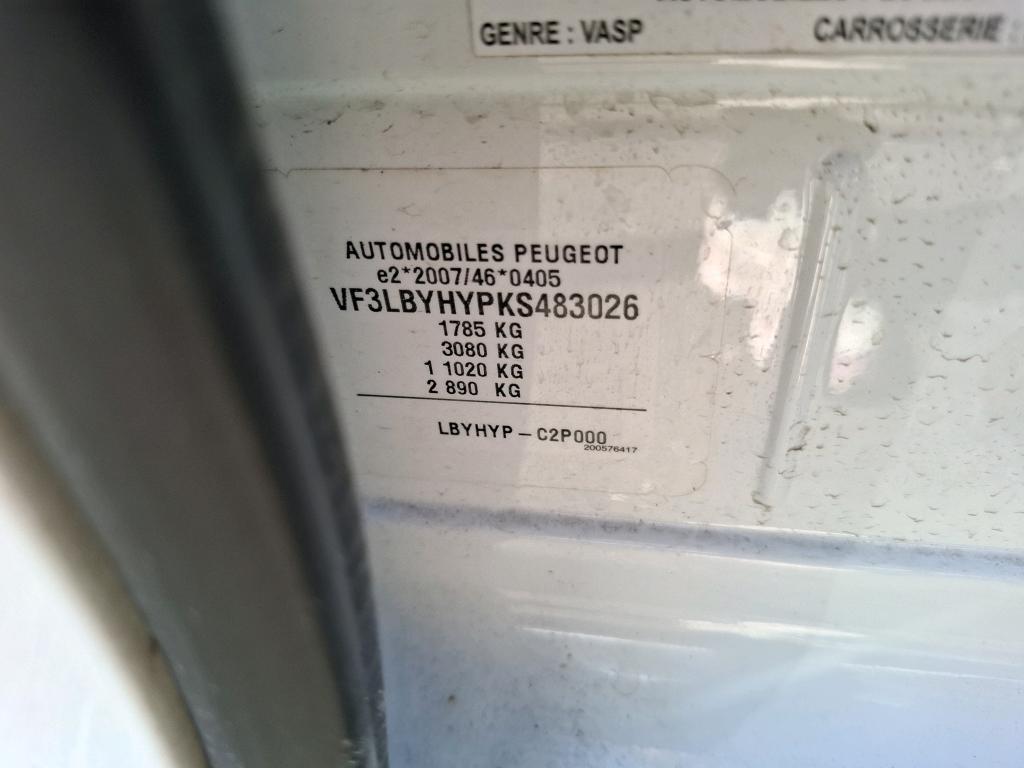 GENRE : VASP CARROSSERIE :
AUTOMOBILES PEUGEOT
e2*2007/46*0405
VF3LBYHYPKS483026
1785 KG
3080 KG
1 1020 KG
2 890 KG
LBYHYP - C2P000
200576417